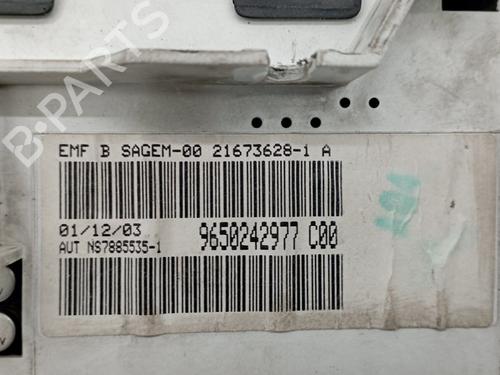 B-PARTS
EMF B SAGEM-00 21673628-1 A
01/12/03
9650242977 C00
AUT NS7885535-1